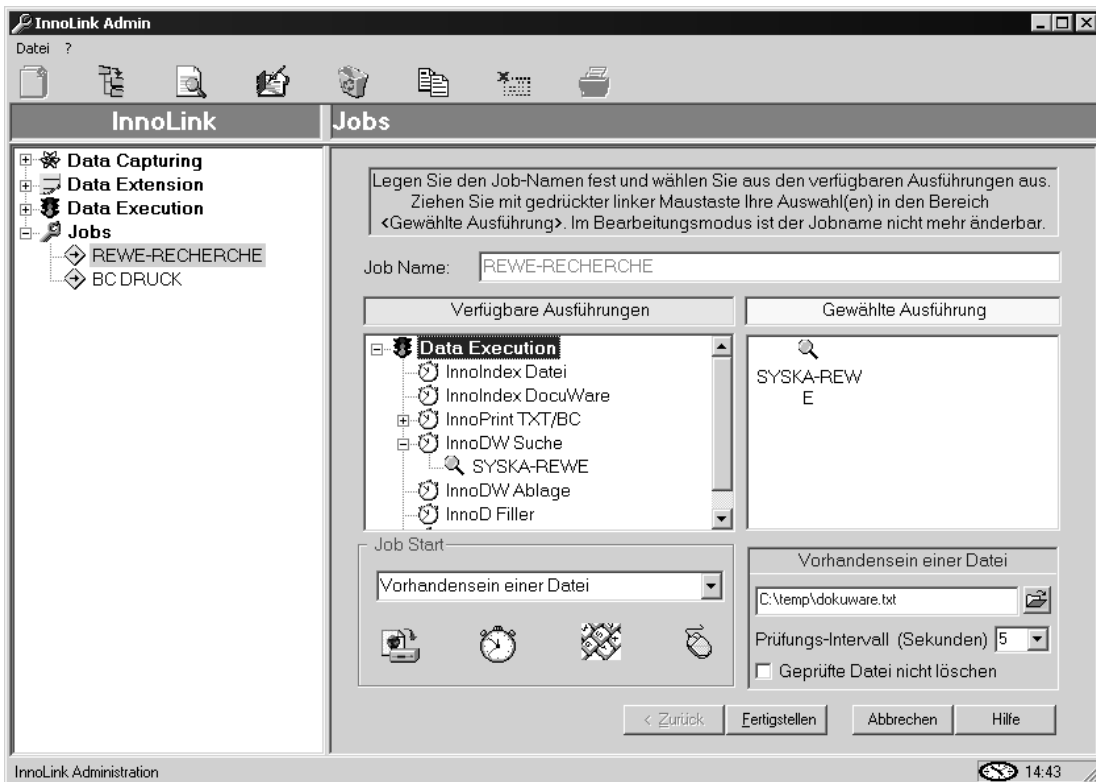 InnoLink Admin
Datei ?
InnoLink
Jobs
Data Capturing
Data Extension
Data Execution
Jobs
REWE-RECHERCHE
BC DRUCK
Legen Sie den Job-Namen fest und wählen Sie aus den verfügbaren Ausführungen aus.
Ziehen Sie mit gedrückter linker Maustaste Ihre Auswahl(en) in den Bereich
<Gewählte Ausführung>. Im Bearbeitungsmodus ist der Jobname nicht mehr änderbar.
Job Name:
REWE-RECHERCHE
Verfügbare Ausführungen
Data Execution
InnoIndex Datei
InnoIndex DocuWare
InnoPrint TXT/BC
InnoDW Suche
SYSKA-REWE
InnoDW Ablage
InnoD Filler
Gewählte Ausführung
SYSKA-REW
E
Job Start
Vorhandensein einer Datei
Vorhandensein einer Datei
C:\temp\dokuware.txt
Prüfungs-Intervall (Sekunden) 5
Geprüfte Datei nicht löschen
< Zurück
Fertigstellen
Abbrechen
Hilfe
InnoLink Administration
14:43